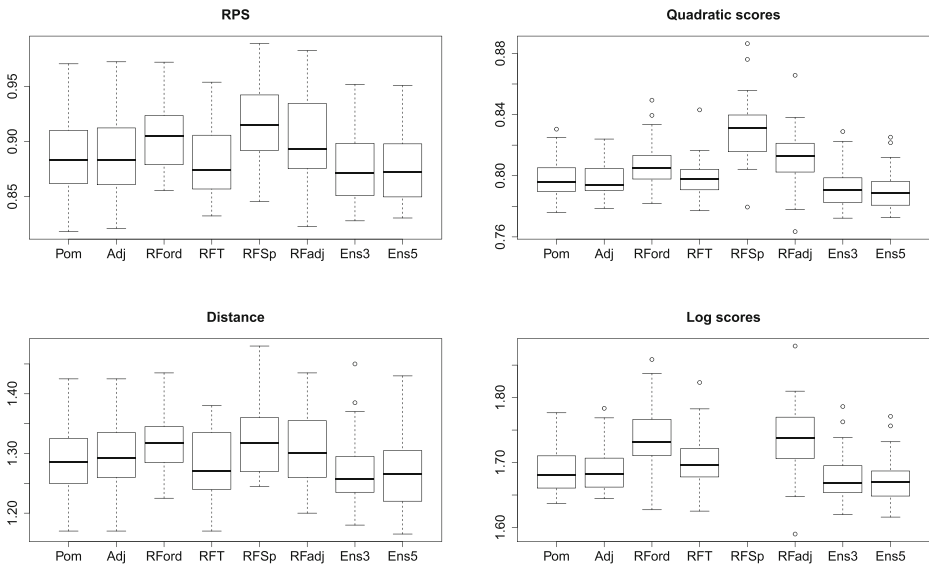 RPS
0.95
0.90
0.85
Pom Adj RFord RFT RFSp RFadj Ens3 Ens5
Quadratic scores
0.88
0.84
0.80
0.76
Pom Adj RFord RFT RFSp RFadj Ens3 Ens5
Distance
1.40
1.30
1.20
Pom Adj RFord RFT RFSp RFadj Ens3 Ens5
Log scores
1.80
1.70
1.60
Pom Adj RFord RFT RFSp RFadj Ens3 Ens5